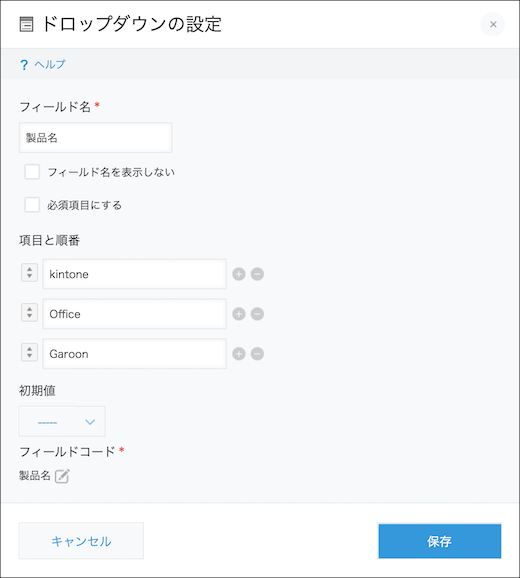 ドロップダウンの設定
? ヘルプ
フィールド名 *
製品名
フィールド名を表示しない
必須項目にする
項目と順番
kintone
Office
Garoon
初期値
-----
フィールドコード *
製品名
キャンセル 保存